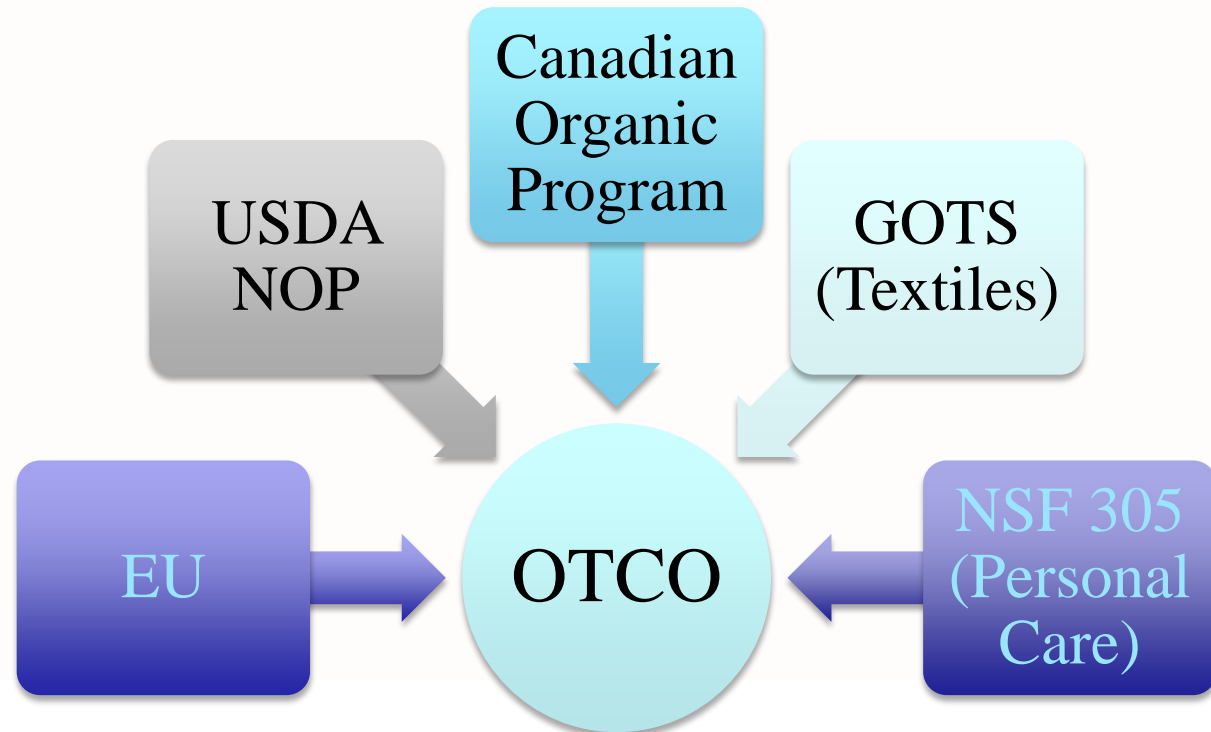 Canadian
Organic
Program
USDA
NOP
GOTS
(Textiles)
EU
OTCO
NSF 305
(Personal
Care)